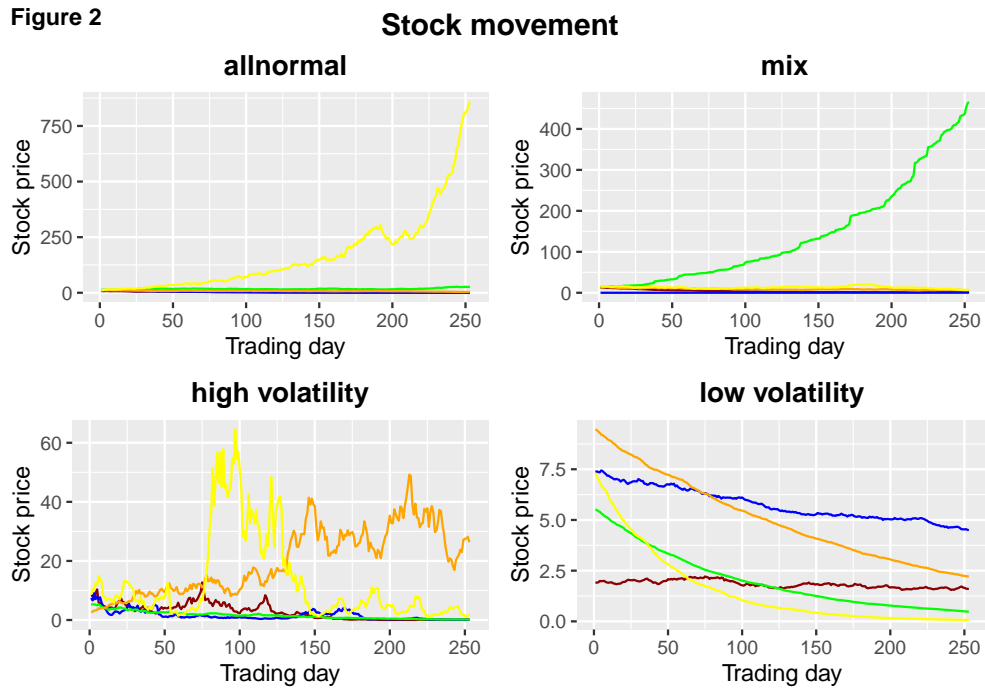 Figure 2
Stock movement
allnormal
mix
Stock price
750
500
250
0
0 50 100 150 200 250
Trading day
Stock price
400
300
200
100
0
0 50 100 150 200 250
Trading day
high volatility
low volatility
Stock price
60
40
20
0
0 50 100 150 200 250
Trading day
Stock price
7.5
5.0
2.5
0.0
0 50 100 150 200 250
Trading day